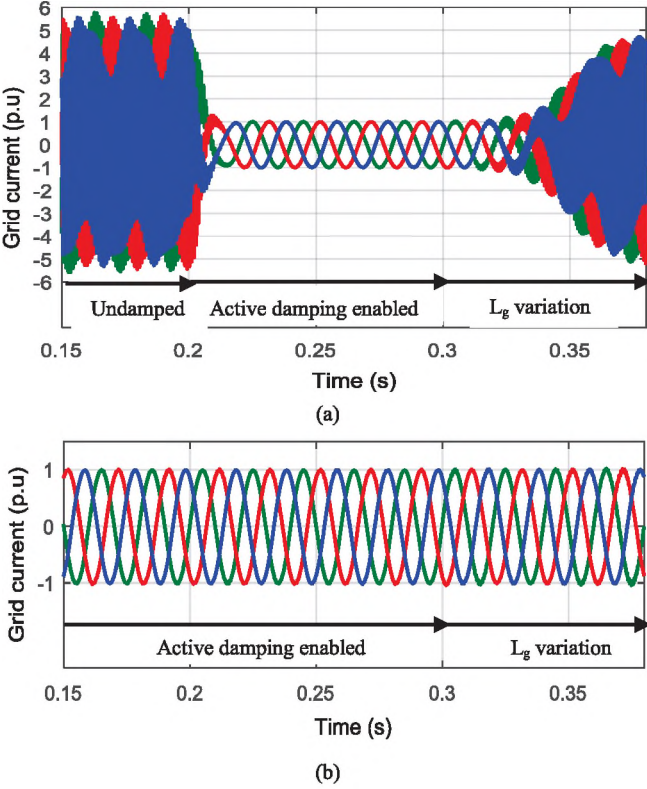 6
5
4
3
2
1
0
-1
-2
-3
-4
-5
-6
Grid current (p.u)
Undamped
Active damping enabled
Lg variation
0.15
0.2
0.25
0.3
0.35
Time (s)
(a)
1
0
-1
Grid current (p.u)
Active damping enabled
Lg variation
0.15
0.2
0.25
0.3
0.35
Time (s)
(b)